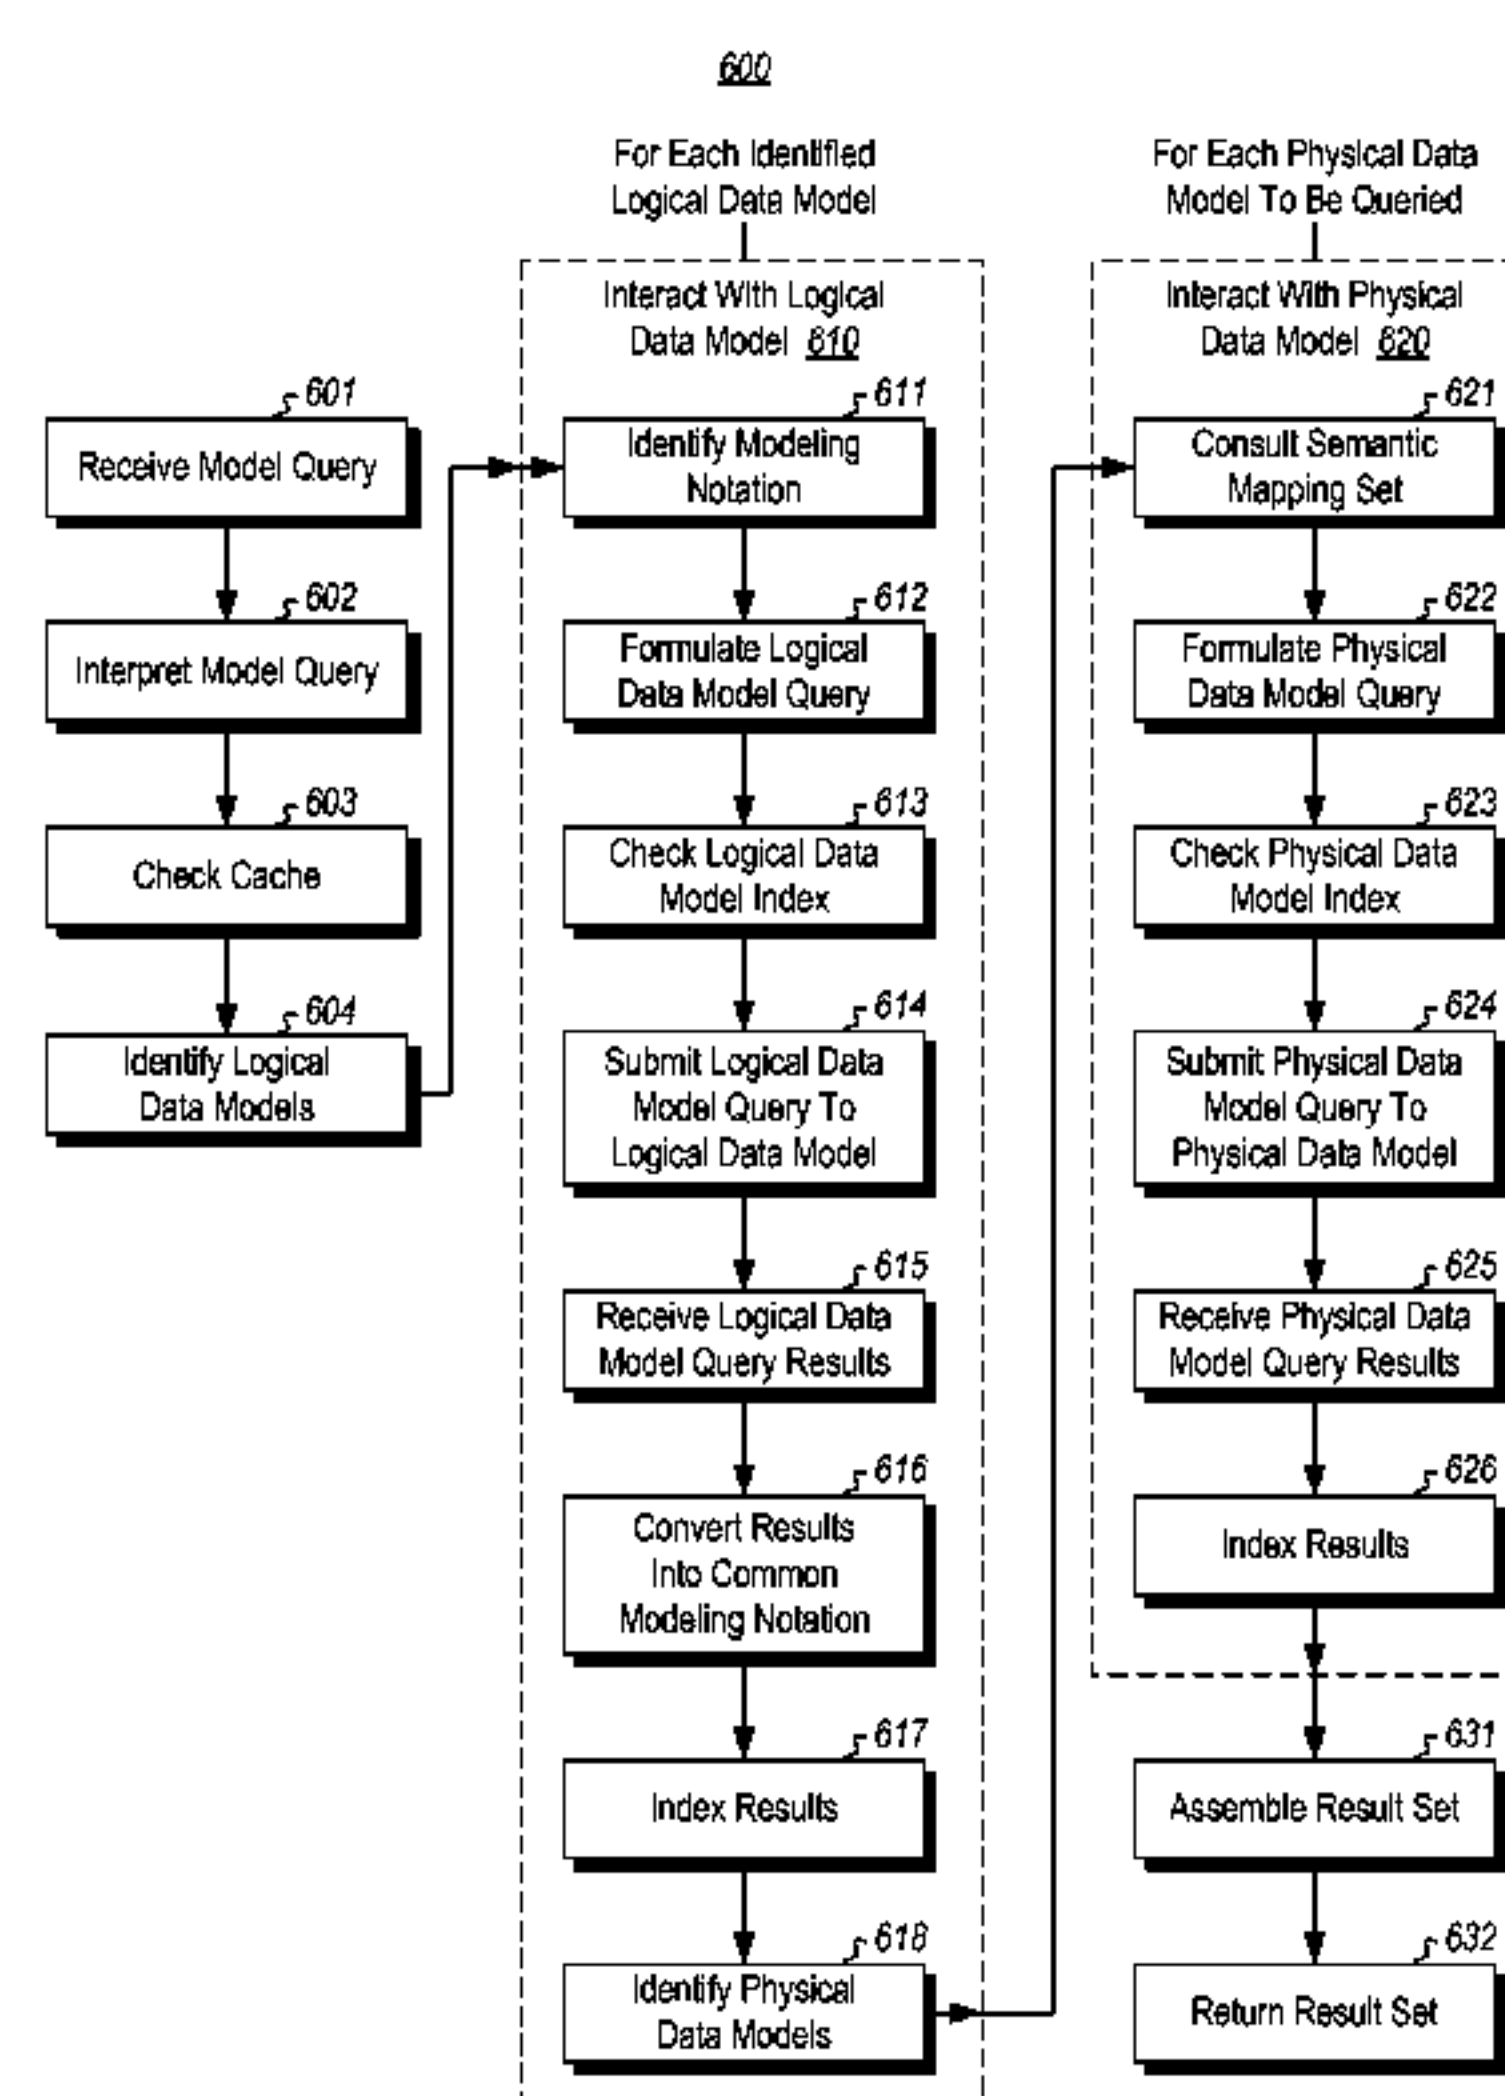 600
For Each Identified
Logical Data Model
For Each Physical Data
Model To Be Queried
Interact With Logical
Data Model 610
Interact With Physical
Data Model 620
601
Receive Model Query
602
Interpret Model Query
603
Check Cache
604
Identify Logical
Data Models
611
Identify Modeling
Notation
612
Formulate Logical
Data Model Query
613
Check Logical Data
Model Index
614
Submit Logical Data
Model Query To
Logical Data Model
615
Receive Logical Data
Model Query Results
616
Convert Results
Into Common
Modeling Notation
617
Index Results
618
Identify Physical
Data Models
621
Consult Semantic
Mapping Set
622
Formulate Physical
Data Model Query
623
Check Physical Data
Model Index
624
Submit Physical Data
Model Query To
Physical Data Model
625
Receive Physical Data
Model Query Results
626
Index Results
631
Assemble Result Set
632
Return Result Set